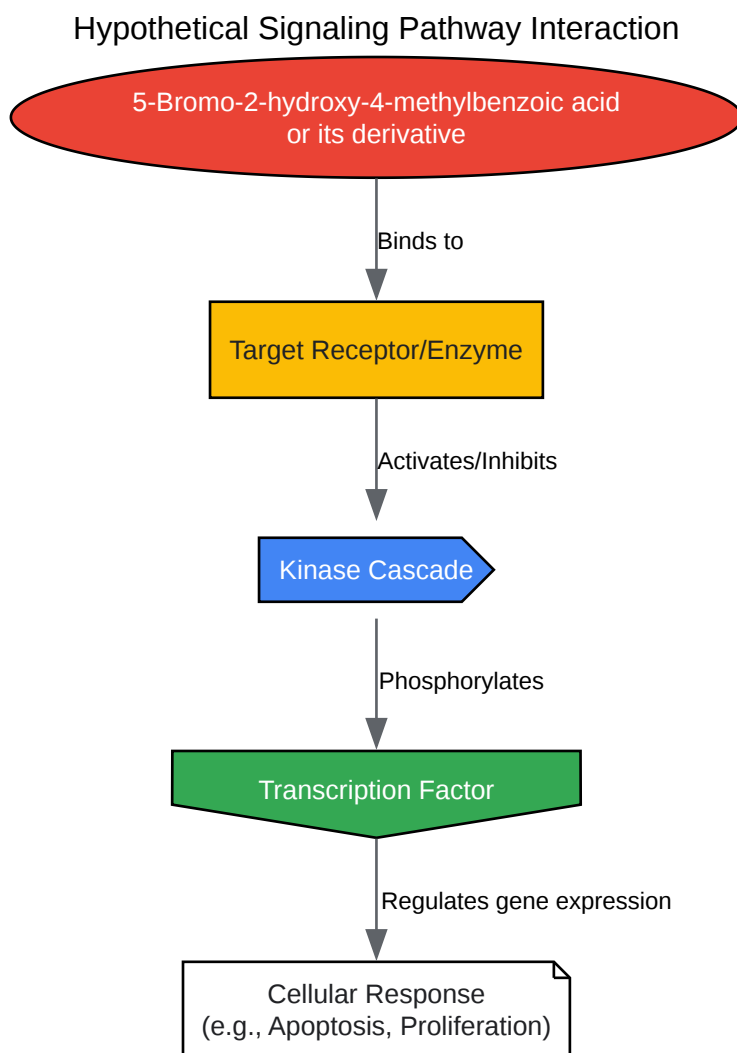 Hypothetical Signaling Pathway Interaction
5-Bromo-2-hydroxy-4-methylbenzoic acid
or its derivative
Binds to
Target Receptor/Enzyme
Activates/Inhibits
Kinase Cascade
Phosphorylates
Transcription Factor
Regulates gene expression
Cellular Response
(e.g., Apoptosis, Proliferation)